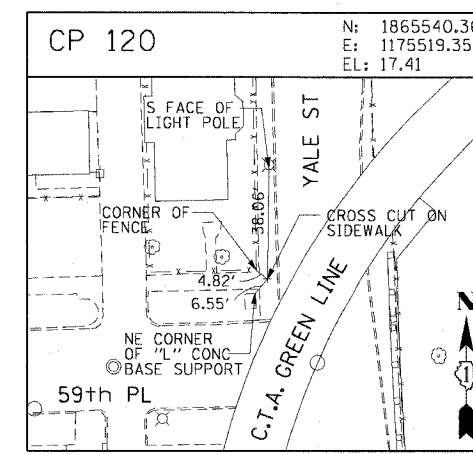 CP 120
N: 1865540.36
E: 1175519.35
EL: 17.41
S FACE OF
LIGHT POLE
YALE ST
38.06'
CORNER OF
FENCE
CROSS CUT ON
SIDEWALK
4.82'
6.55'
C.T.A. GREEN LINE
NE CORNER
OF "L" CONC
BASE SUPPORT
59th PL
N